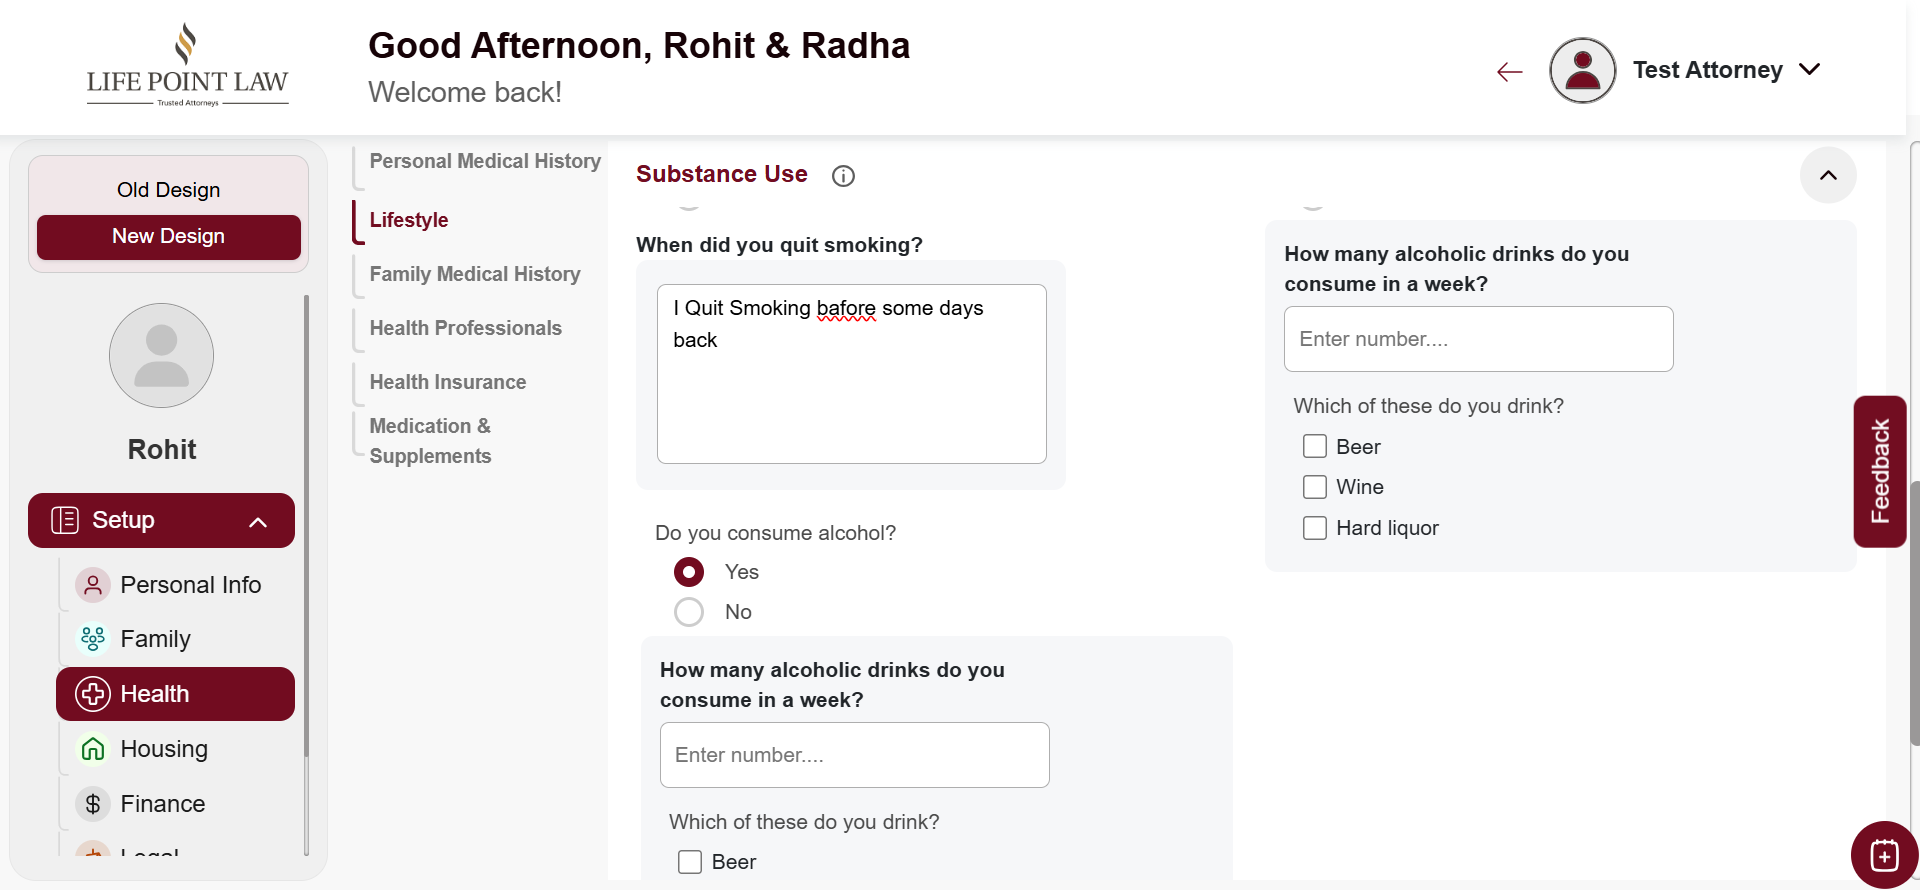 LIFE POINT LAW
Trusted Attorneys
Good Afternoon, Rohit & Radha
Welcome back!
Test Attorney
Old Design
New Design
Rohit
Setup
Personal Info
Family
Health
Housing
Finance
Legal
Personal Medical History
Lifestyle
Family Medical History
Health Professionals
Health Insurance
Medication &
Supplements
Substance Use
When did you quit smoking?
I Quit Smoking bafore some days
back
Do you consume alcohol?
Yes
No
How many alcoholic drinks do you
consume in a week?
Enter number....
Which of these do you drink?
Beer
How many alcoholic drinks do you
consume in a week?
Enter number....
Which of these do you drink?
Beer
Wine
Hard liquor
Feedback